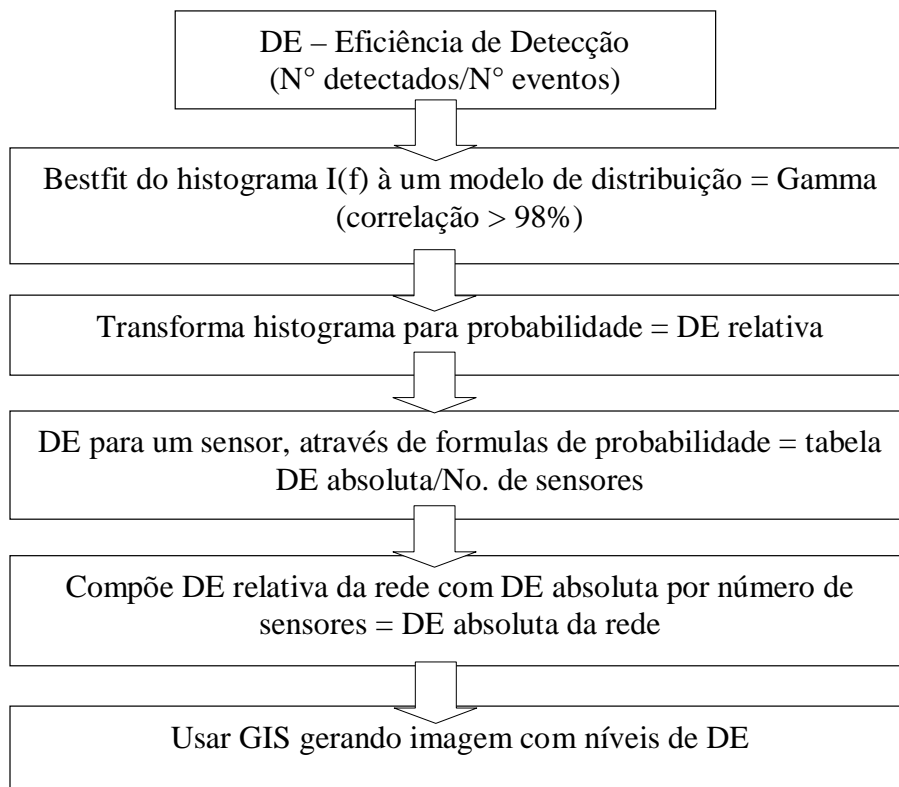 DE – Eficiência de Detecção
(N° detectados/N° eventos)
Bestfit do histograma I(f) à um modelo de distribuição = Gamma
(correlação > 98%)
Transforma histograma para probabilidade = DE relativa
DE para um sensor, através de formulas de probabilidade = tabela
DE absoluta/No. de sensores
Compõe DE relativa da rede com DE absoluta por número de
sensores = DE absoluta da rede
Usar GIS gerando imagem com níveis de DE